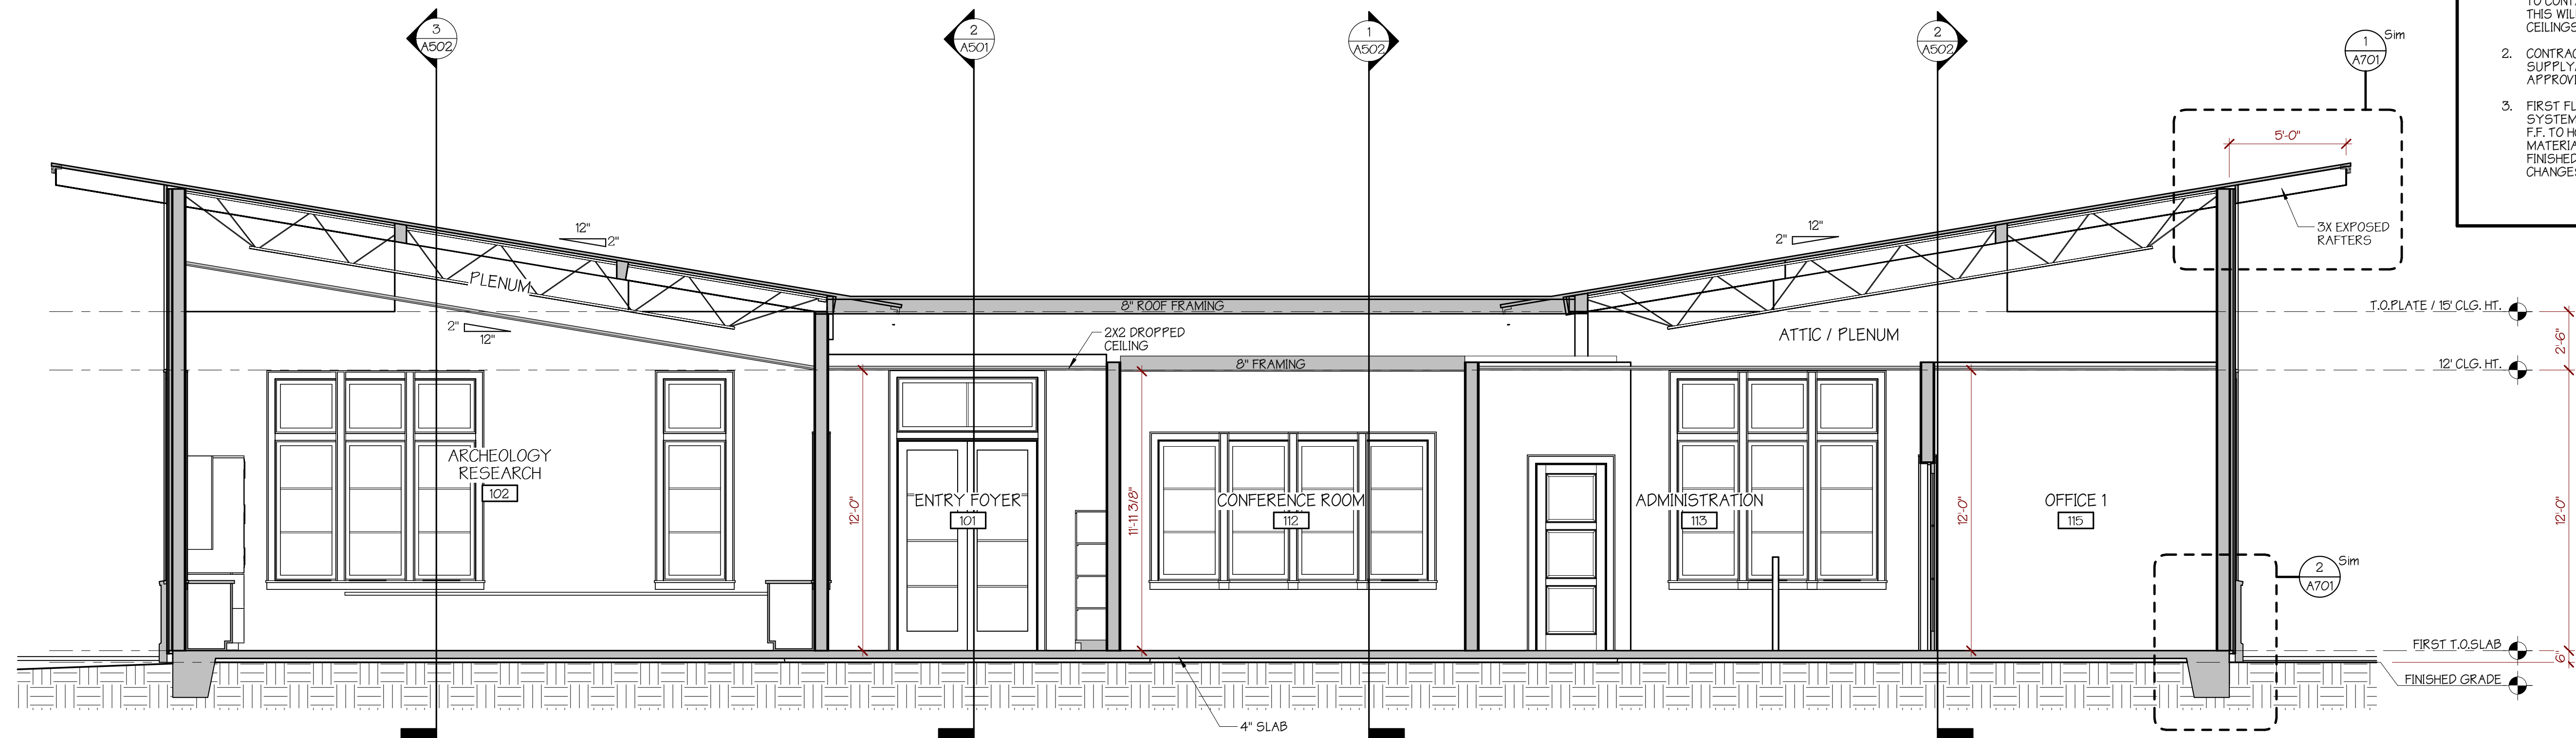 3
A502
2
A501
1
A502
2
A502
1
A701
Sim
THIS WILL
CEILINGS
2. CONTRAC
SUPPLY
APPROV
3. FIRST FL
SYSTEM
F.F. TO H
MATERIA
FINISHED
CHANGES
5'-0"
3X EXPOSED
RAFTERS
12"
2"
12"
2"
PLENUM
2"
12"
8" ROOF FRAMING
2X2 DROPPED
CEILING
8" FRAMING
ATTIC / PLENUM
T.O.PLATE / 15' CLG. HT.
2'-6"
12' CLG. HT.
ARCHEOLOGY
RESEARCH
102
12'-0"
ENTRY FOYER
101
11'-11 3/8"
CONFERENCE ROOM
112
ADMINISTRATION
113
12'-0"
OFFICE 1
115
12'-0"
2
A701
Sim
FIRST T.O.SLAB
6"
FINISHED GRADE
4" SLAB